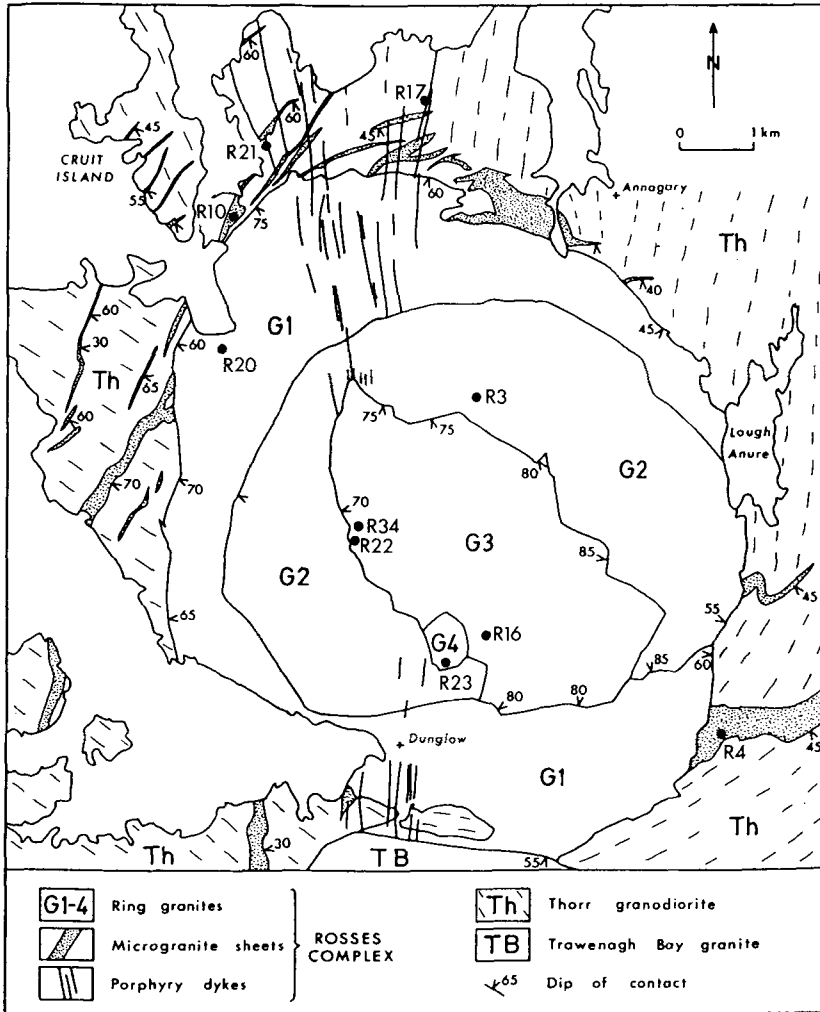 60
N
R17
45
60
45
0 1 km
CRUIT
ISLAND
R21
Annagary
55
R10
60
75
Th
40
60
G1
45
60
30
R20
65
Th
R3
75
75
Lough
Anure
60
80
G2
70
70
70
R34
R22
G3
85
G2
55
45
65
R16
G4
85
60
R23
80
80
Dunglow
R4
45
G1
Th
30
Th
TB
55
G1-4 Ring granites
Microgranite sheets
Porphyry dykes
ROSSES
COMPLEX
Th Thorr granodiorite
TB Trawenagh Bay granite
65 Dip of contact